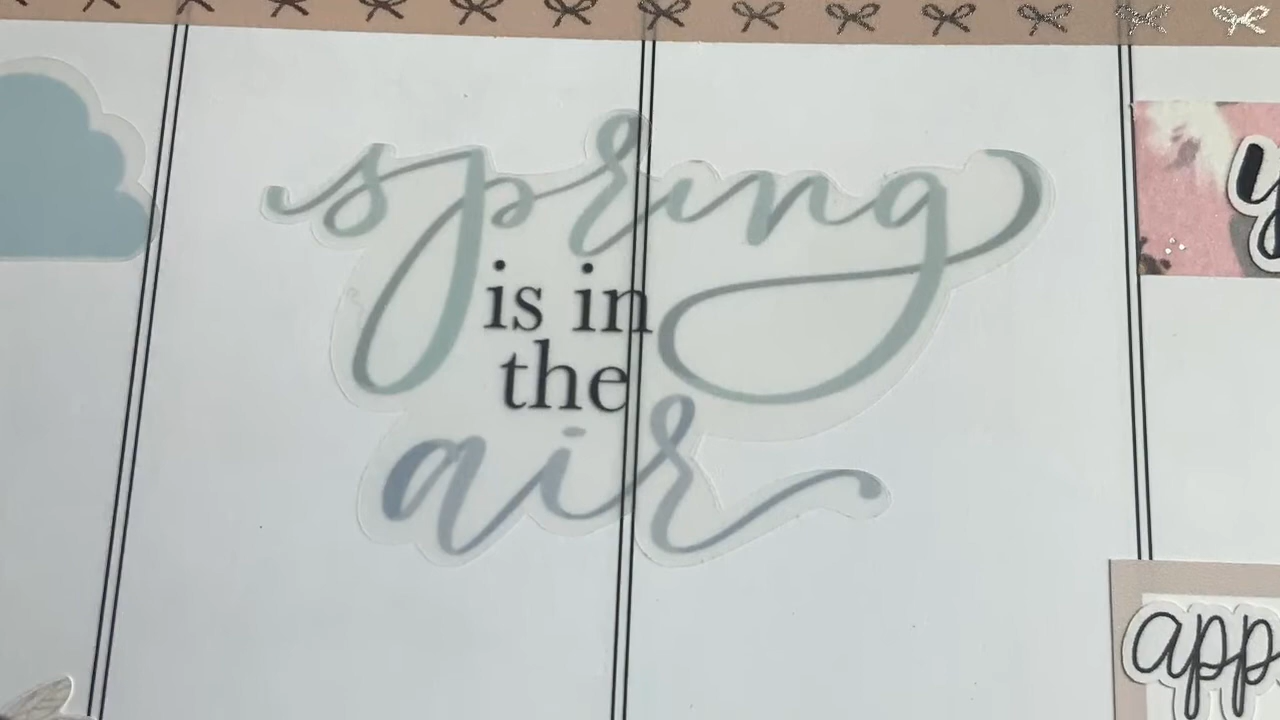 spring
is in
the
air